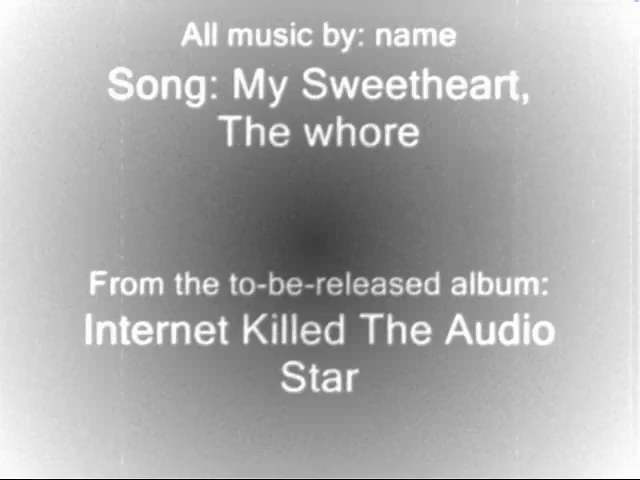 All music by: name
Song: My Sweetheart,
The whore
From the to-be-released album:
Internet Killed The Audio
Star